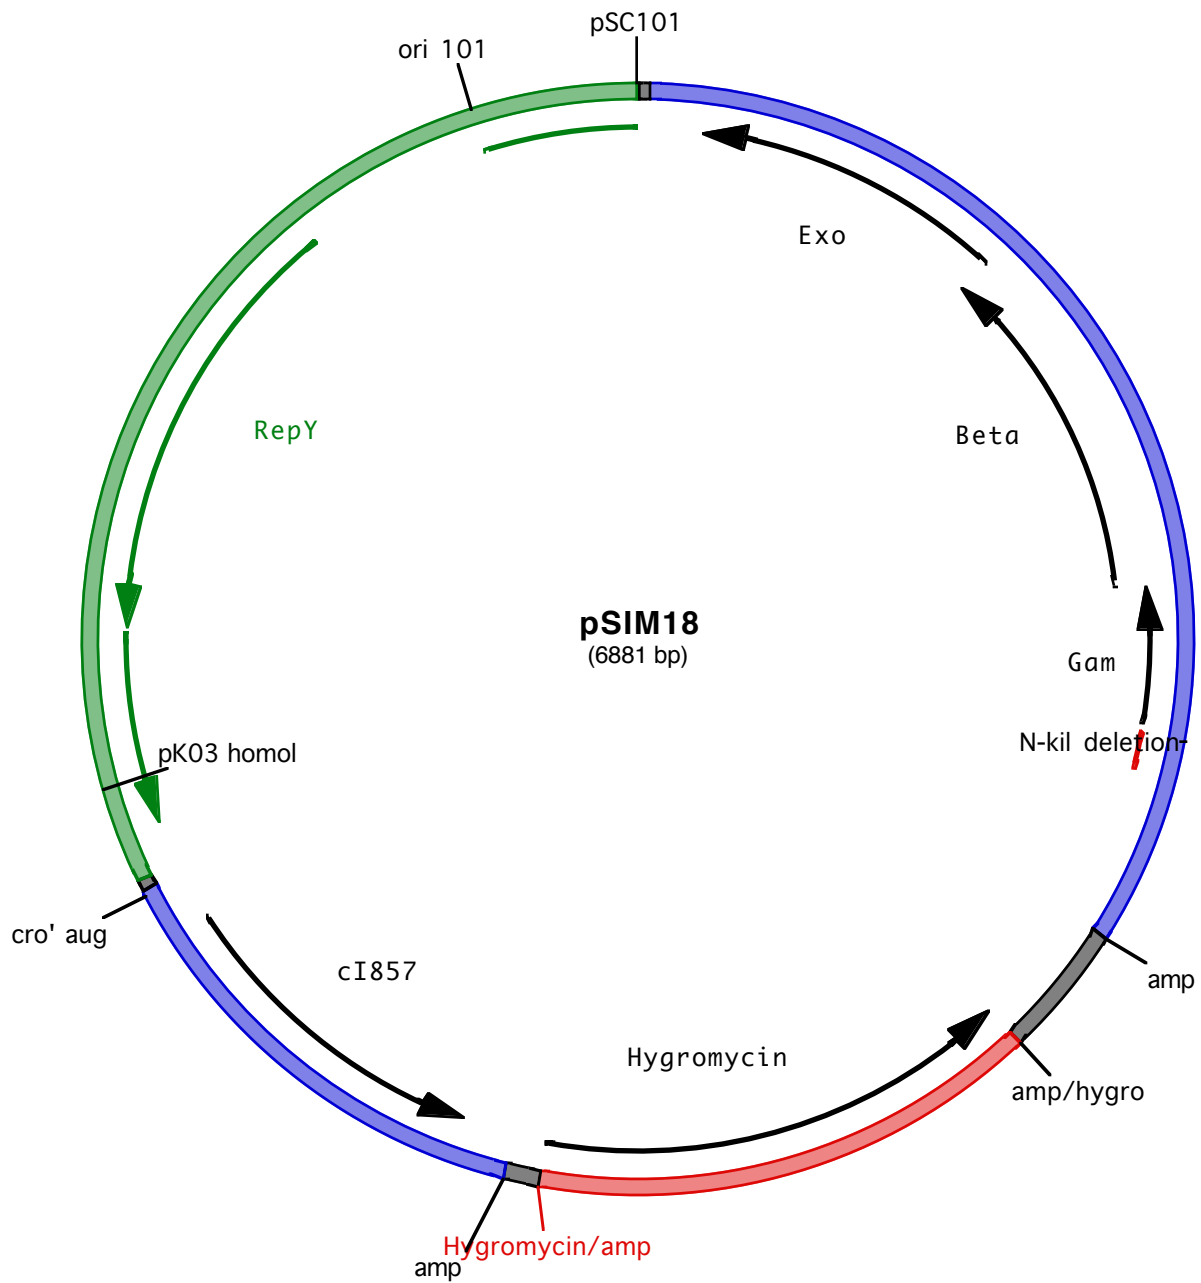 pSC101
ori 101
Exo
RepY
Beta
pSIM18
(6881 bp)
Gam
N-kil deletion-
pK03 homol
cro' aug
cI857
amp
Hygromycin
amp/hygro
Hygromycin/amp
amp